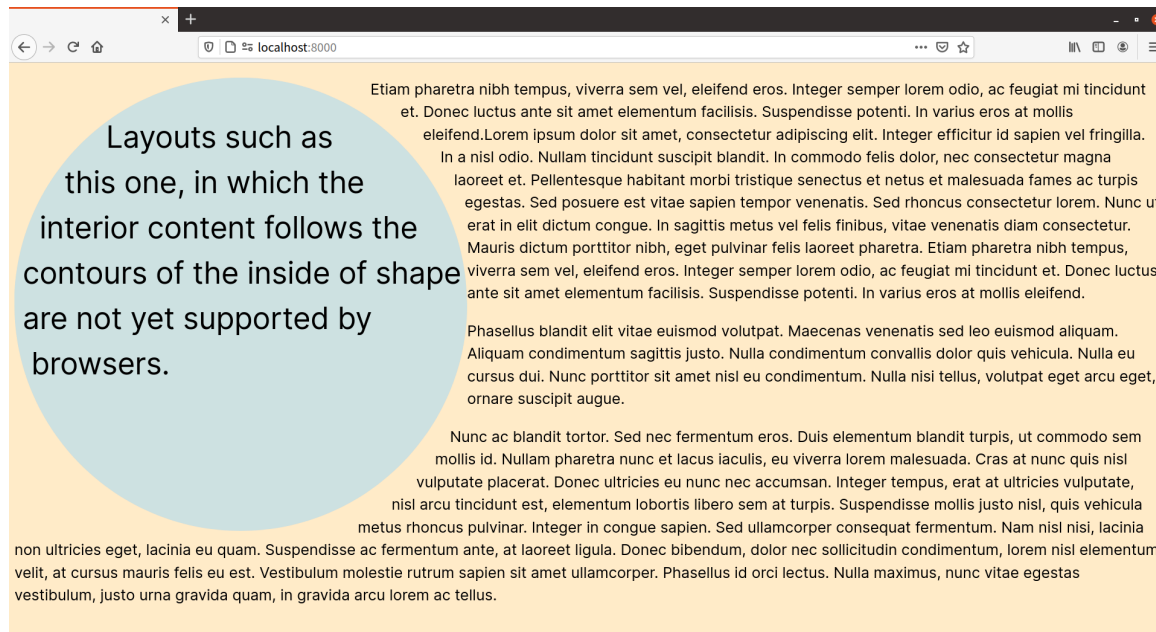 localhost:8000
Layouts such as
this one, in which the
interior content follows the
contours of the inside of shape
are not yet supported by
browsers.
Etiam pharetra nibh tempus, viverra sem vel, eleifend eros. Integer semper lorem odio, ac feugiat mi tincidunt
et. Donec luctus ante sit amet elementum facilisis. Suspendisse potenti. In varius eros at mollis
eleifend.Lorem ipsum dolor sit amet, consectetur adipiscing elit. Integer efficitur id sapien vel fringilla.
In a nisl odio. Nullam tincidunt suscipit blandit. In commodo felis dolor, nec consectetur magna
laoreet et. Pellentesque habitant morbi tristique senectus et netus et malesuada fames ac turpis
egestas. Sed posuere est vitae sapien tempor venenatis. Sed rhoncus consectetur lorem. Nunc ut
erat in elit dictum congue. In sagittis metus vel felis finibus, vitae venenatis diam consectetur.
Mauris dictum porttitor nibh, eget pulvinar felis laoreet pharetra. Etiam pharetra nibh tempus,
viverra sem vel, eleifend eros. Integer semper lorem odio, ac feugiat mi tincidunt et. Donec luctus
ante sit amet elementum facilisis. Suspendisse potenti. In varius eros at mollis eleifend.
Phasellus blandit elit vitae euismod volutpat. Maecenas venenatis sed leo euismod aliquam.
Aliquam condimentum sagittis justo. Nulla condimentum convallis dolor quis vehicula. Nulla eu
cursus dui. Nunc porttitor sit amet nisl eu condimentum. Nulla nisi tellus, volutpat eget arcu eget,
ornare suscipit augue.
Nunc ac blandit tortor. Sed nec fermentum eros. Duis elementum blandit turpis, ut commodo sem
mollis id. Nullam pharetra nunc et lacus iaculis, eu viverra lorem malesuada. Cras at nunc quis nisl
vulputate placerat. Donec ultricies eu nunc nec accumsan. Integer tempus, erat at ultricies vulputate,
nisl arcu tincidunt est, elementum lobortis libero sem at turpis. Suspendisse mollis justo nisl, quis vehicula
metus rhoncus pulvinar. Integer in congue sapien. Sed ullamcorper consequat fermentum. Nam nisl nisi, lacinia
non ultricies eget, lacinia eu quam. Suspendisse ac fermentum ante, at laoreet ligula. Donec bibendum, dolor nec sollicitudin condimentum, lorem nisl elementum
velit, at cursus mauris felis eu est. Vestibulum molestie rutrum sapien sit amet ullamcorper. Phasellus id orci lectus. Nulla maximus, nunc vitae egestas
vestibulum, justo urna gravida quam, in gravida arcu lorem ac tellus.